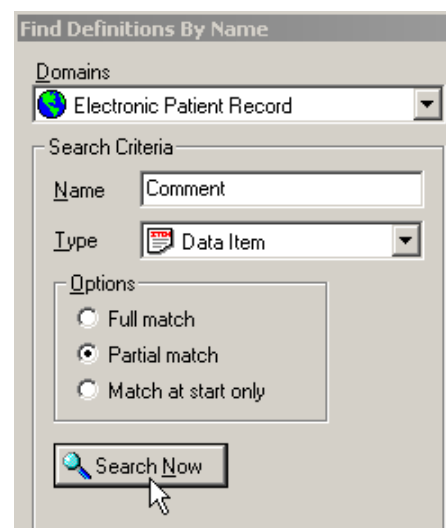 Find Definitions By Name
Domains
Electronic Patient Record
Search Criteria
Name Comment
Type Data Item
Options
Full match
Partial match
Match at start only
Search Now